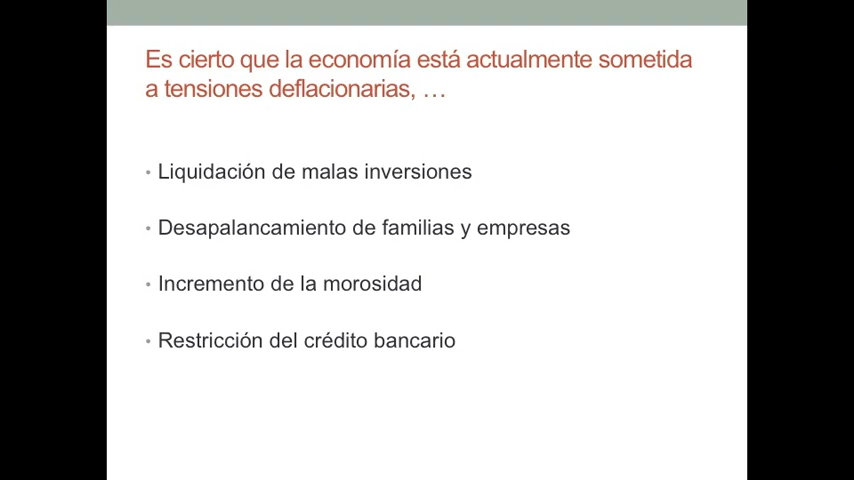 Es cierto que la economía está actualmente sometida
a tensiones deflacionarias, …
• Liquidación de malas inversiones
• Desapalancamiento de familias y empresas
• Incremento de la morosidad
• Restricción del crédito bancario